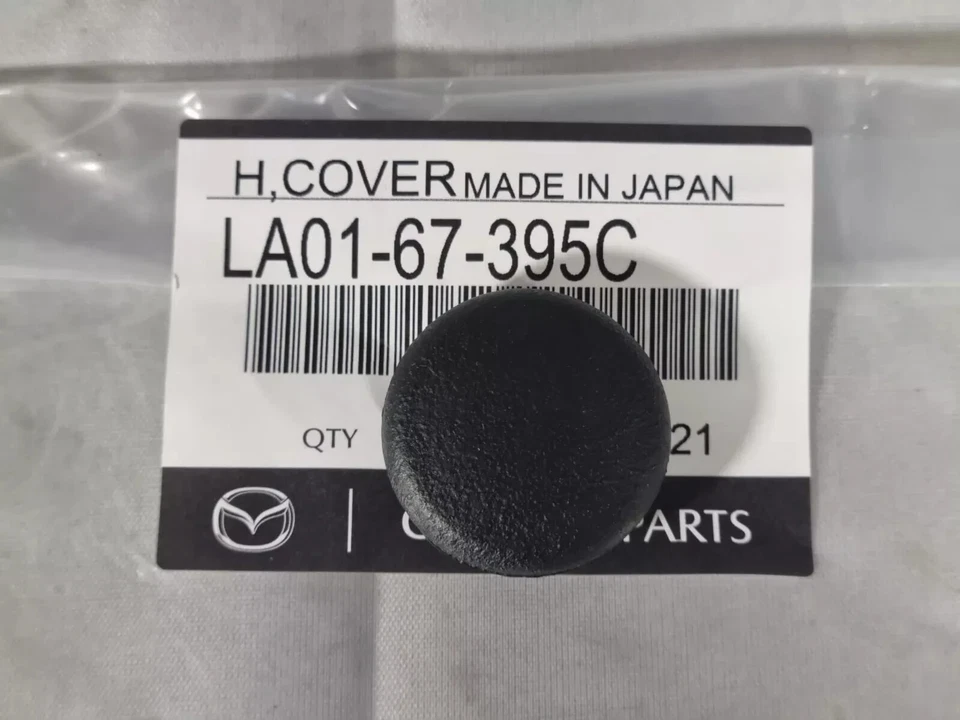 H,COVER MADE IN JAPAN
LA01-67-395C
QTY 21
PARTS